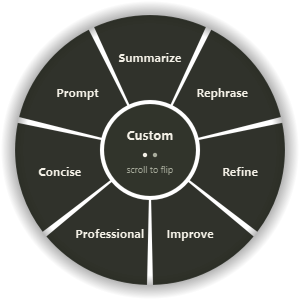 Summarize
Prompt
Rephrase
Custom
scroll to flip
Concise
Refine
Professional
Improve